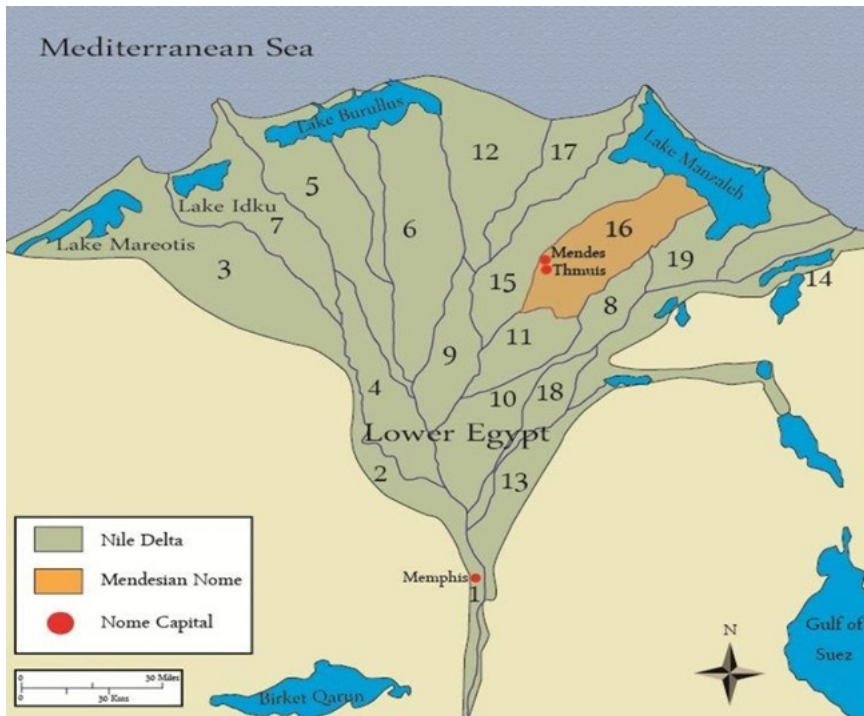 Mediterranean Sea
Lake Burullus
12
17
Lake Manzaleh
5
Lake Idku
7
6
16
Lake Mareotis
3
Mendes
Thmuis
15
19
14
8
11
9
4
10
18
Lower Egypt
2
13
Nile Delta
Mendesian Nome
Nome Capital
Memphis
1
N
Gulf of
Suez
0 30 Miles
0 30 Kms
Birket Qarun